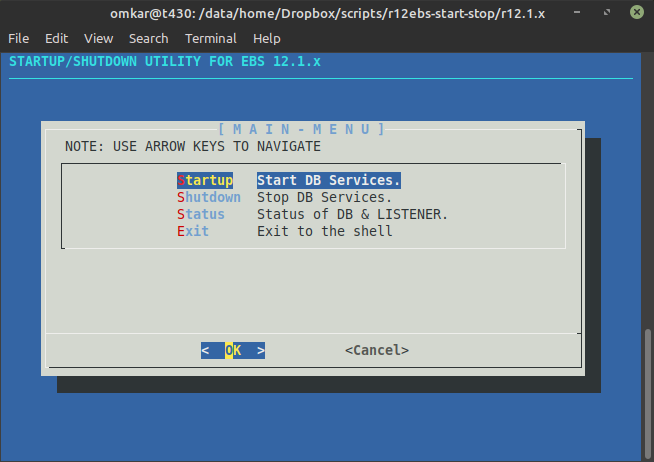 omkar@t430: /data/home/Dropbox/scripts/r12ebs-start-stop/r12.1.x
File Edit View Search Terminal Help
STARTUP/SHUTDOWN UTILITY FOR EBS 12.1.x
[ M A I N - M E N U ]
NOTE: USE ARROW KEYS TO NAVIGATE
Startup Start DB Services.
Shutdown Stop DB Services.
Status Status of DB & LISTENER.
Exit Exit to the shell
< OK > <Cancel>